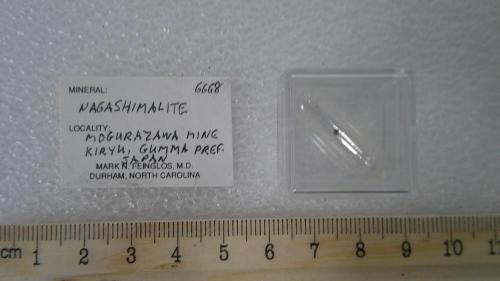 MINERAL: 6668
NAGASHIMALITE
LOCALITY:
MOGURAZAWA MINE
KIRYU, GUMMA PREF.
JAPAN
MARK N. FEINGLOS, M.D.
DURHAM, NORTH CAROLINA
cm 1 2 3 4 5 6 7 8 9 10 11